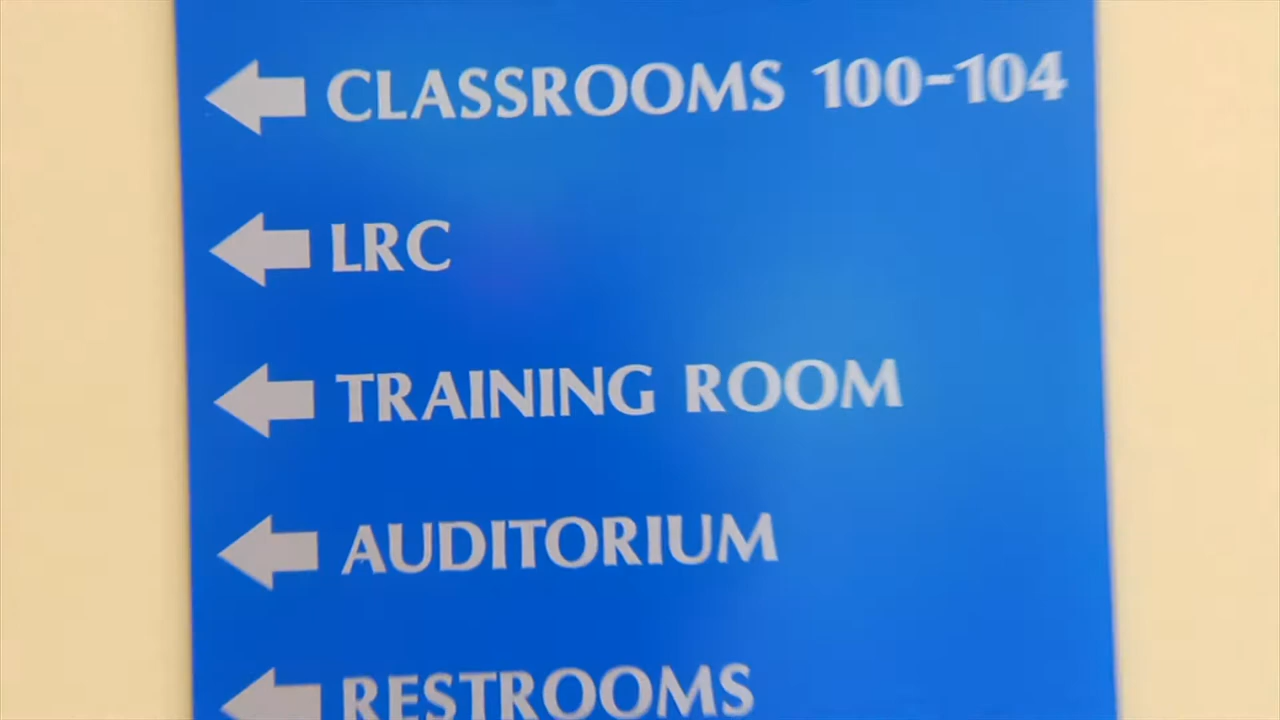 CLASSROOMS 100-104
LRC
TRAINING ROOM
AUDITORIUM
RESTROOMS